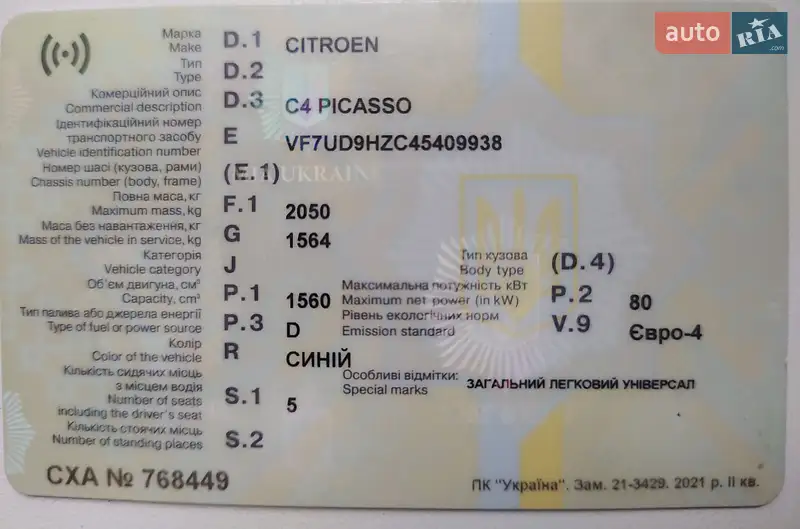 auto RIA .com
Марка
Make D.1 CITROEN
Тип
Type D.2
Комерційний опис
Commercial description D.3 C4 PICASSO
Ідентифікаційний номер
транспортного засобу
Vehicle identification number E VF7UD9HZC45409938
Номер шасі (кузова, рами)
Chassis number (body, frame) (E.1)
UKRAIN
Повна маса, кг
Maximum mass, kg F.1 2050
Маса без навантаження, кг
Mass of the vehicle in service, kg G 1564
Категорія
Vehicle category J
Тип кузова
Body type (D.4)
Об'єм двигуна, см³
Capacity, cm³ P.1 1560
Максимальна потужність кВт
Maximum net power (in kW) P.2 80
Тип палива або джерела енергії
Type of fuel or power source P.3 D
Рівень екологічних норм
Emission standard V.9 Євро-4
Колір
Color of the vehicle R СИНІЙ
Особливі відмітки:
Special marks ЗАГАЛЬНИЙ ЛЕГКОВИЙ УНІВЕРСАЛ
Кількість сидячих місць
з місцем водія
Number of seats
including the driver's seat S.1 5
Кількість стоячих місць
Number of standing places S.2
СХА № 768449
ПК "Україна". Зам. 21-3429. 2021 р. II кв.